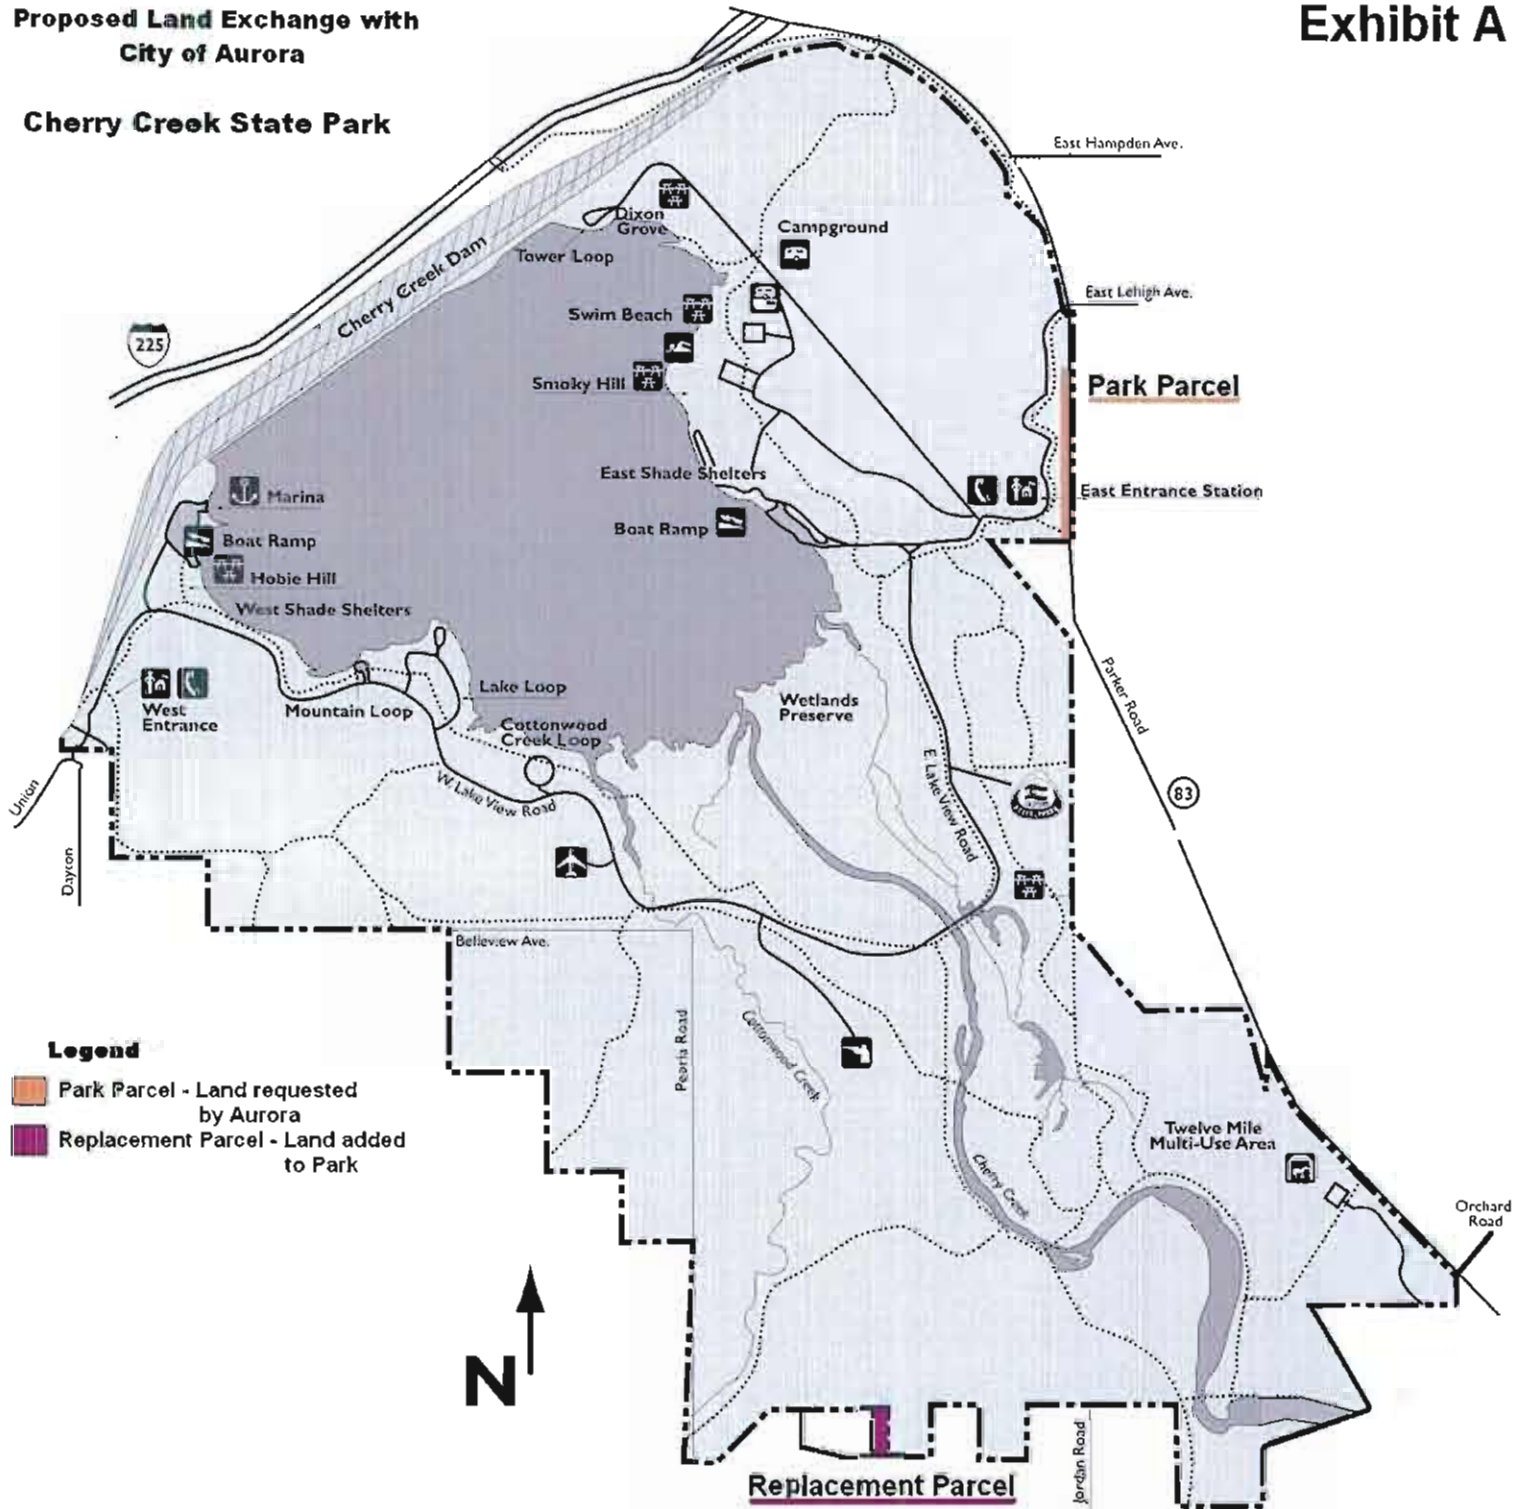 Proposed Land Exchange with
City of Aurora
Exhibit A
Cherry Creek State Park
East Hampden Ave.
Dixon
Grove
Campground
Tower Loop
Cherry Creek Dam
East Lehigh Ave.
Swim Beach
225
Smoky Hill
Park Parcel
East Shade Shelters
Marina
East Entrance Station
Boat Ramp
Boat Ramp
Hobie Hill
West Shade Shelters
Parker Road
West
Entrance
Lake Loop
Mountain Loop
Wetlands
Preserve
Cottonwood
Creek Loop
E. Lake View Road
W. Lake View Road
Union
83
Belleview Ave.
Peoria Road
Cottonwood Creek
Legend
Park Parcel - Land requested
by Aurora
Replacement Parcel - Land added
to Park
Twelve Mile
Multi-Use Area
Cherry Creek
Orchard
Road
N
Jordan Road
Replacement Parcel